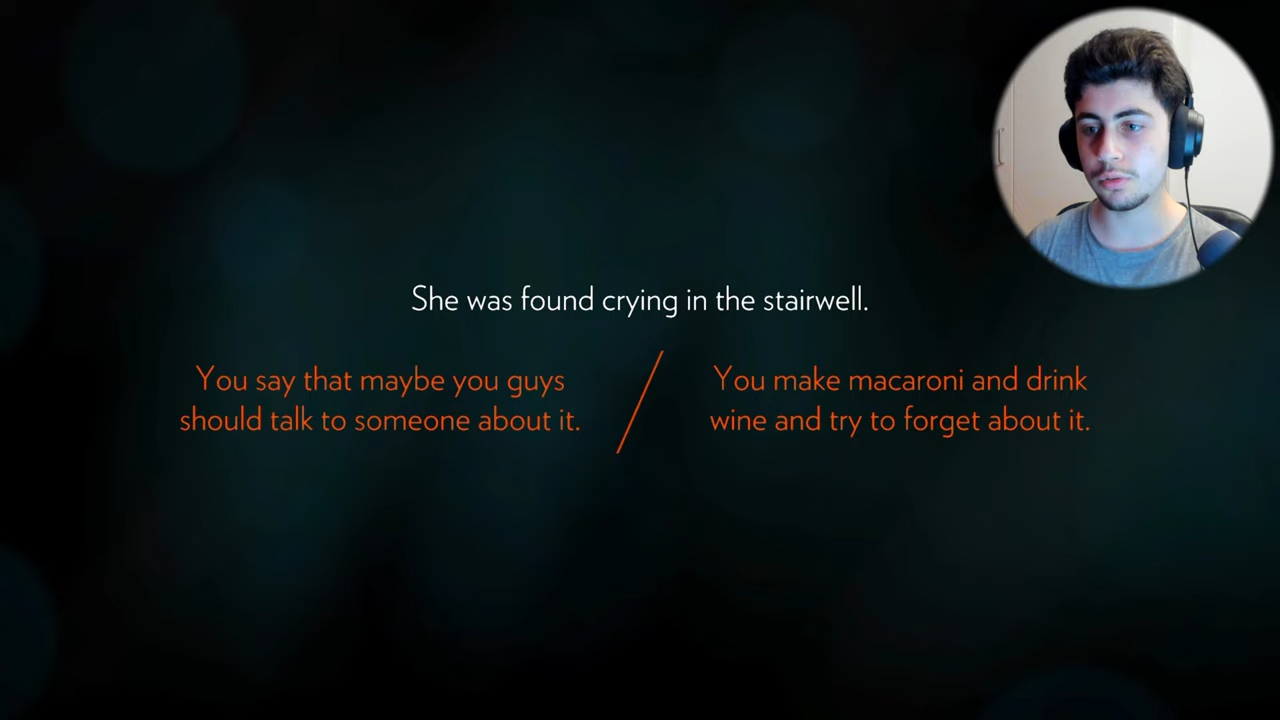 She was found crying in the stairwell.
You say that maybe you guys
should talk to someone about it.
You make macaroni and drink
wine and try to forget about it.